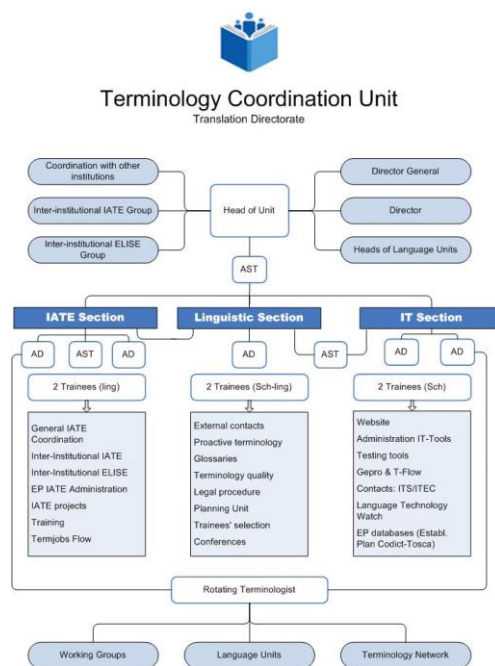 Terminology Coordination Unit
Translation Directorate
Coordination with other
institutions
Director General
Inter-institutional IATE Group
Head of Unit
Director
Inter-institutional ELISE
Group
Heads of Language Units
AST
IATE Section
Linguistic Section
IT Section
AD
AST
AD
AD
AST
AD
AD
2 Trainees (ling)
2 Trainees (Sch-ling)
2 Trainees (Sch)
General IATE
Coordination
Inter-Institutional IATE
Inter-Institutional ELISE
EP IATE Administration
IATE projects
Training
Termjobs Flow
External contacts
Proactive terminology
Glossaries
Terminology quality
Legal procedure
Planning Unit
Trainees' selection
Conferences
Website
Administration IT-Tools
Testing tools
Gepro & T-Flow
Contacts: ITS/ITEC
Language Technology
Watch
EP databases (Establ.
Plan Codict-Tosca)
Rotating Terminologist
Working Groups
Language Units
Terminology Network